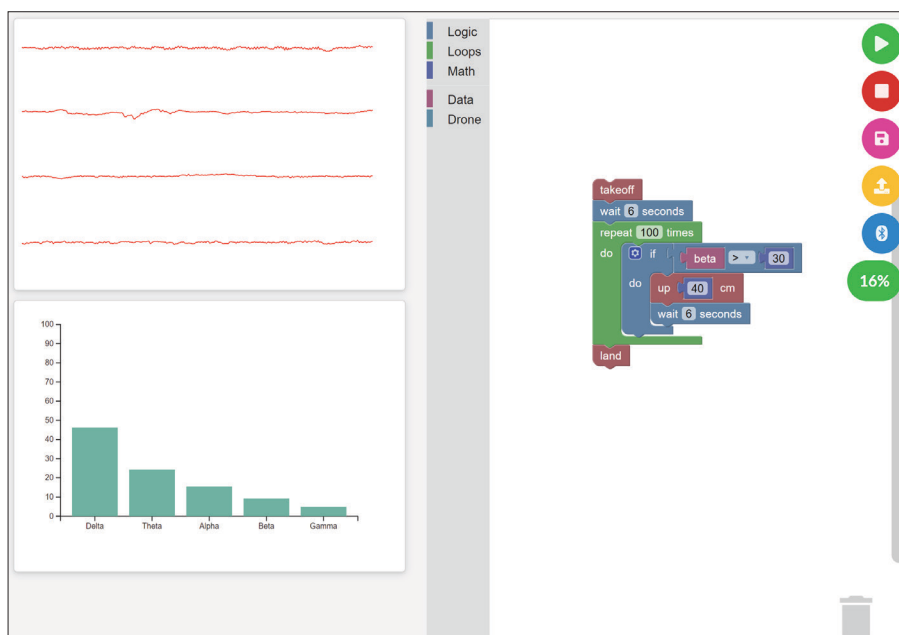 Logic
Loops
Math
Data
Drone
takeoff
wait 6 seconds
repeat 100 times
do if beta > 30
do up 40 cm
wait 6 seconds
land
16%
100
90
80
70
60
50
40
30
20
10
0
Delta Theta Alpha Beta Gamma